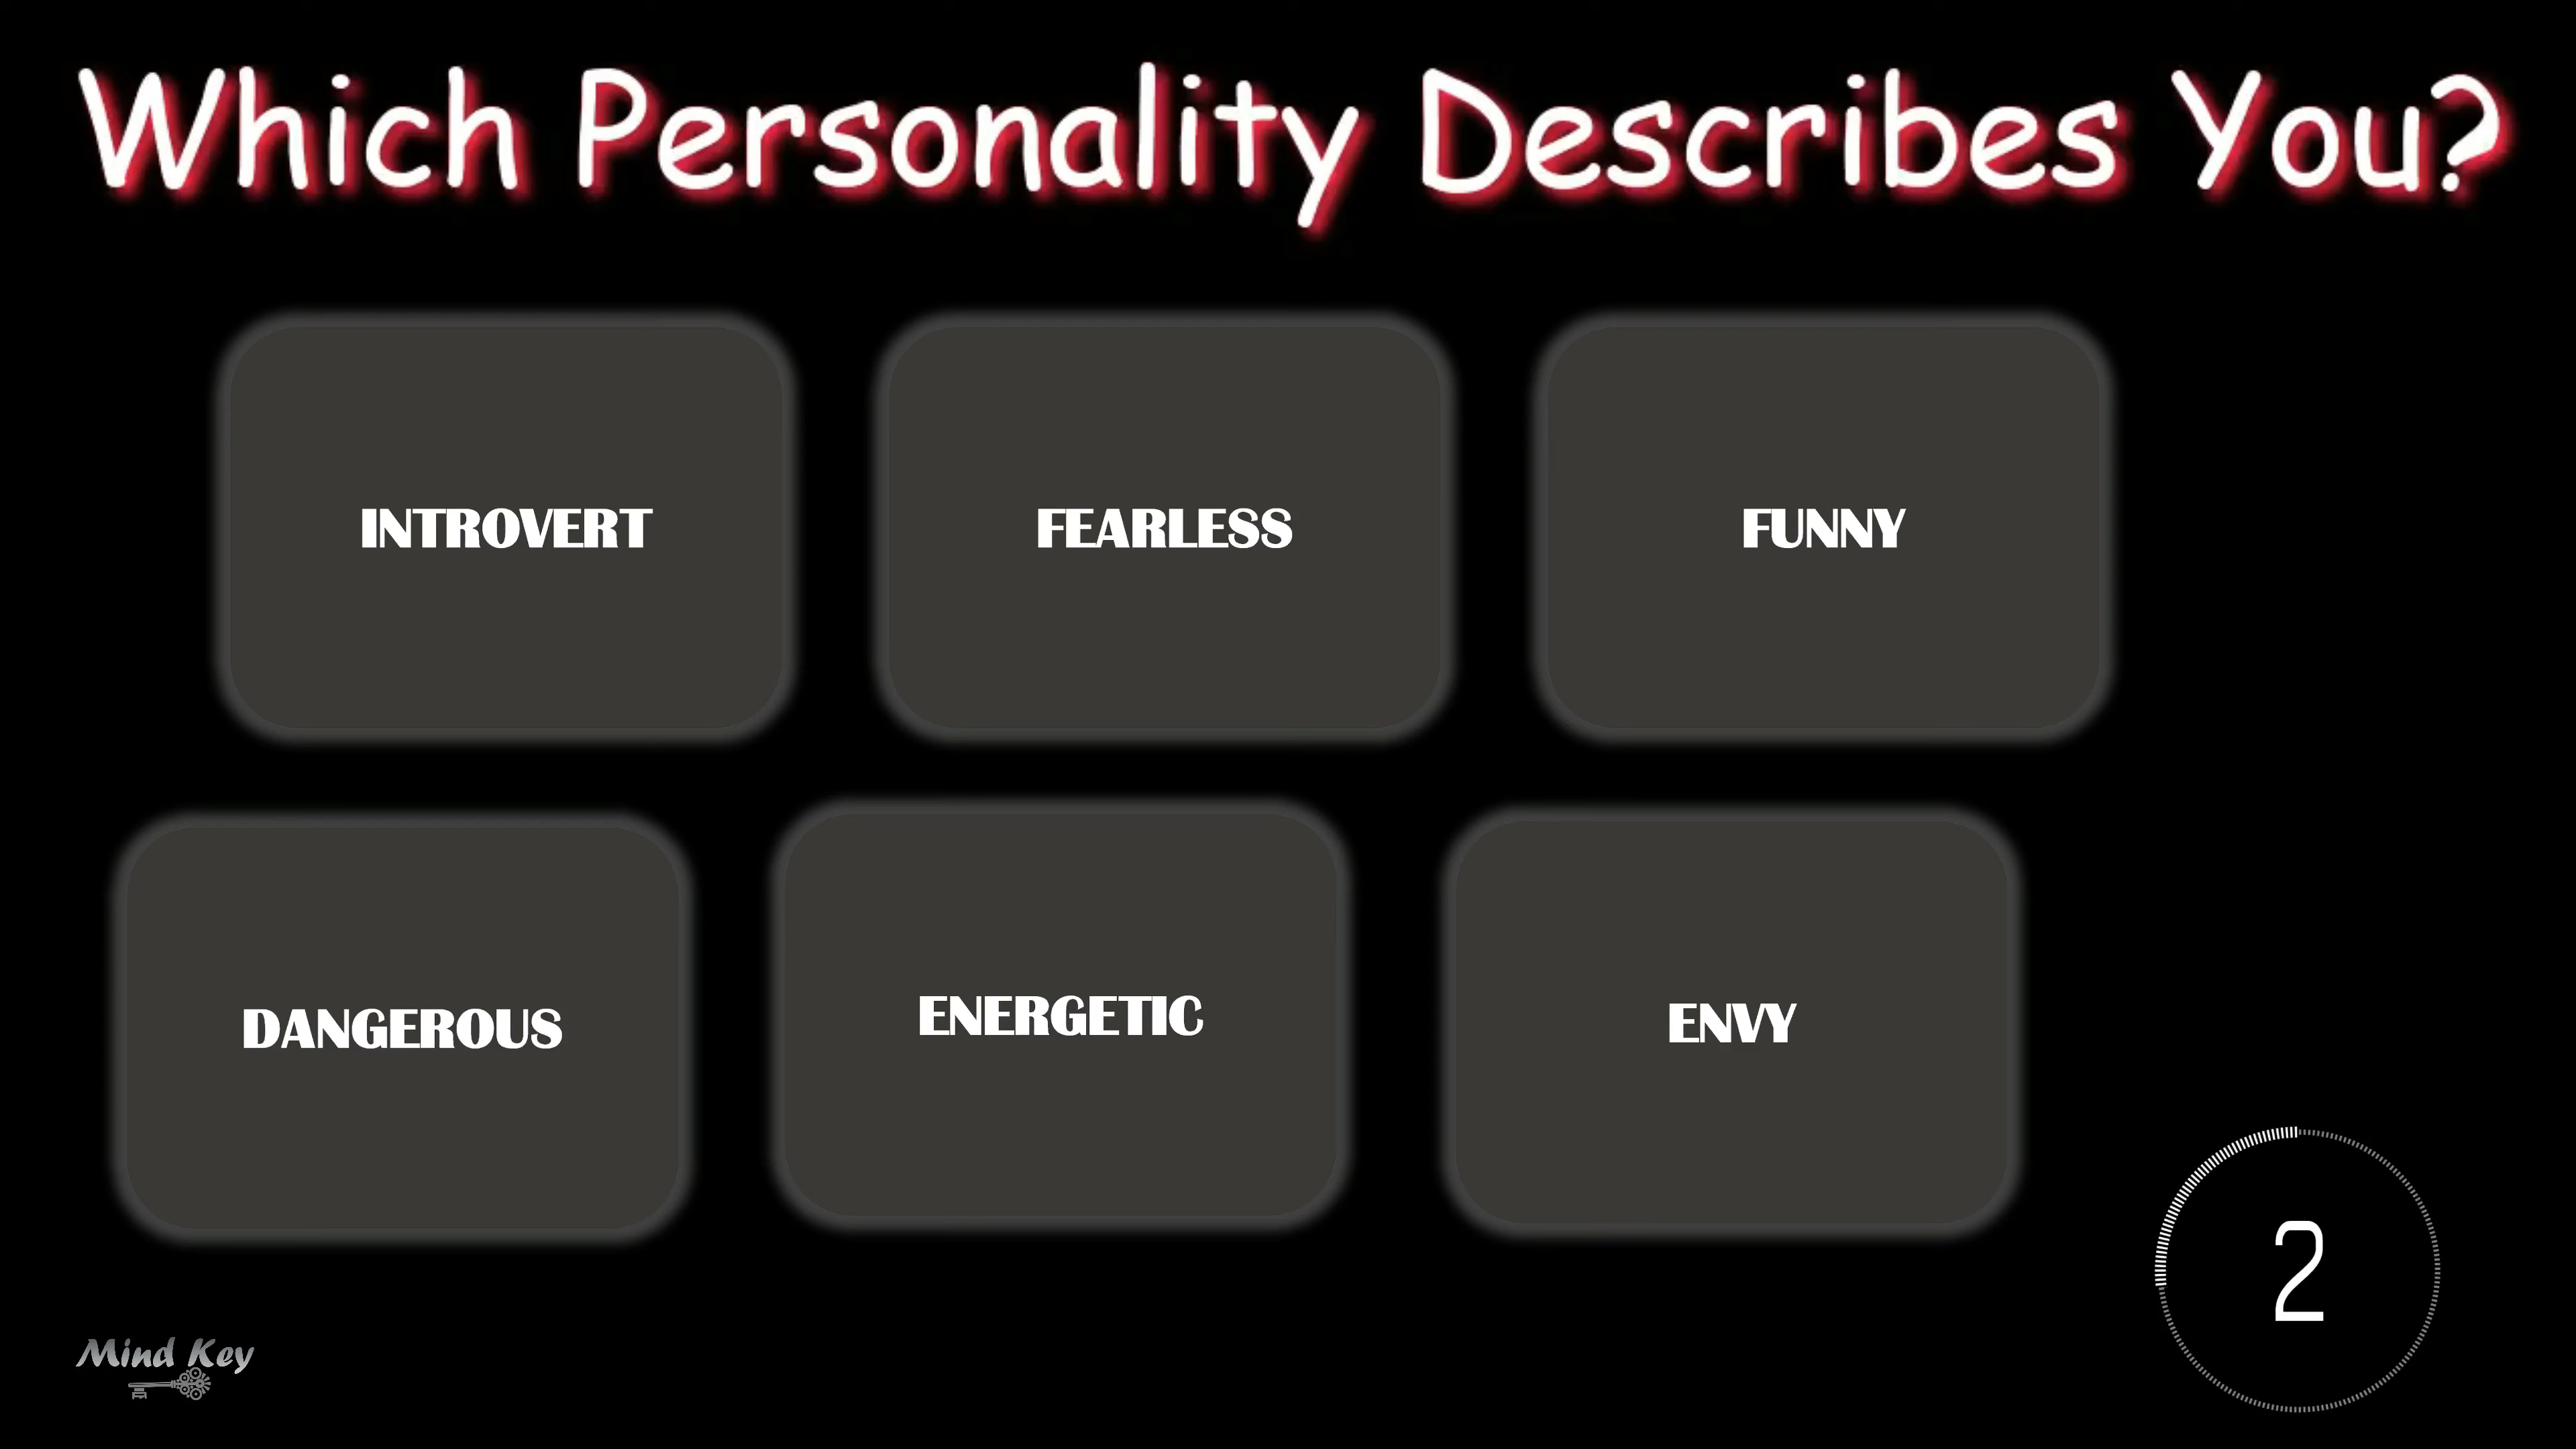 Which Personality Describes You?
INTROVERT
FEARLESS
FUNNY
DANGEROUS
ENERGETIC
ENVY
2
Mind Key